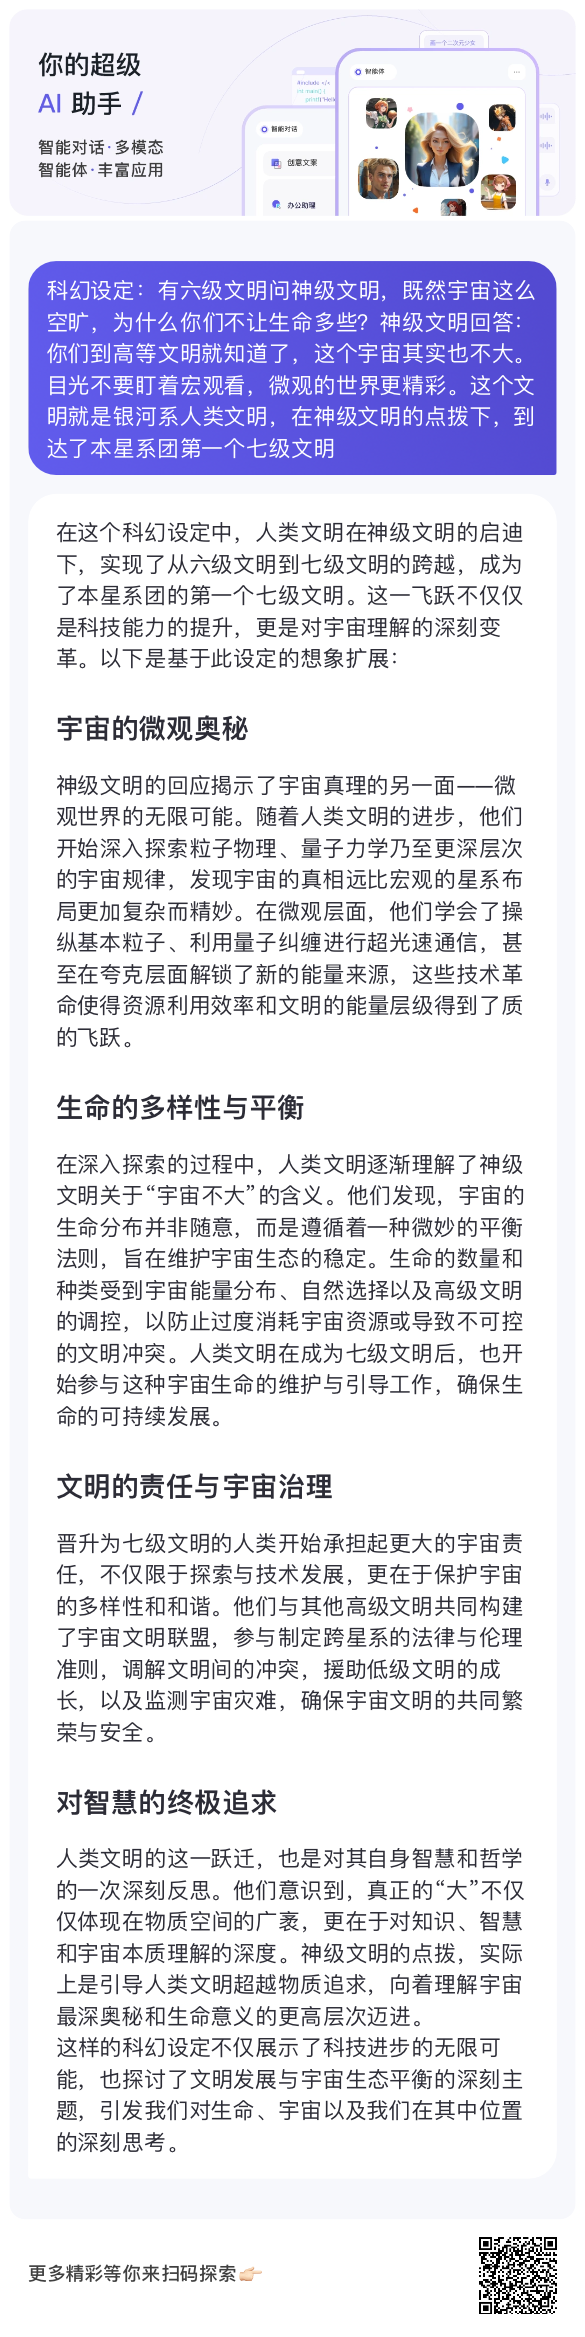 你的超级
AI 助手 /
智能对话·多模态
智能体·丰富应用
#include </>
画一个二次元少女
智能体
智能对话
创意文案
办公助理
科幻设定：有六级文明问神级文明，既然宇宙这么
空旷，为什么你们不让生命多些？神级文明回答：
你们到高等文明就知道了，这个宇宙其实也不大。
目光不要盯着宏观看，微观的世界更精彩。这个文
明就是银河系人类文明，在神级文明的点拨下，到
达了本星系团第一个七级文明
在这个科幻设定中，人类文明在神级文明的启迪
下，实现了从六级文明到七级文明的跨越，成为
了本星系团的第一个七级文明。这一飞跃不仅仅
是科技能力的提升，更是对宇宙理解的深刻变
革。以下是基于此设定的想象扩展：
宇宙的微观奥秘
神级文明的回应揭示了宇宙真理的另一面——微
观世界的无限可能。随着人类文明的进步，他们
开始深入探索粒子物理、量子力学乃至更深层次
的宇宙规律，发现宇宙的真相远比宏观的星系布
局更加复杂而精妙。在微观层面，他们学会了操
纵基本粒子、利用量子纠缠进行超光速通信，甚
至在夸克层面解锁了新的能量来源，这些技术革
命使得资源利用效率和文明的能量层级得到了质
的飞跃。
生命的多样性与平衡
在深入探索的过程中，人类文明逐渐理解了神级
文明关于“宇宙不大”的含义。他们发现，宇宙的
生命分布并非随意，而是遵循着一种微妙的平衡
法则，旨在维护宇宙生态的稳定。生命的数量和
种类受到宇宙能量分布、自然选择以及高级文明
的调控，以防止过度消耗宇宙资源或导致不可控
的文明冲突。人类文明在成为七级文明后，也开
始参与这种宇宙生命的维护与引导工作，确保生
命的可持续发展。
文明的责任与宇宙治理
晋升为七级文明的人类开始承担起更大的宇宙责
任，不仅限于探索与技术发展，更在于保护宇宙
的多样性和和谐。他们与其他高级文明共同构建
了宇宙文明联盟，参与制定跨星系的法律与伦理
准则，调解文明间的冲突，援助低级文明的成
长，以及监测宇宙灾难，确保宇宙文明的共同繁
荣与安全。
对智慧的终极追求
人类文明的这一跃迁，也是对其自身智慧和哲学
的一次深刻反思。他们意识到，真正的“大”不仅
仅体现在物质空间的广袤，更在于对知识、智慧
和宇宙本质理解的深度。神级文明的点拨，实际
上是引导人类文明超越物质追求，向着理解宇宙
最深奥秘和生命意义的更高层次迈进。
这样的科幻设定不仅展示了科技进步的无限可
能，也探讨了文明发展与宇宙生态平衡的深刻主
题，引发我们对生命、宇宙以及我们在其中位置
的深刻思考。
更多精彩等你来扫码探索👉🏻